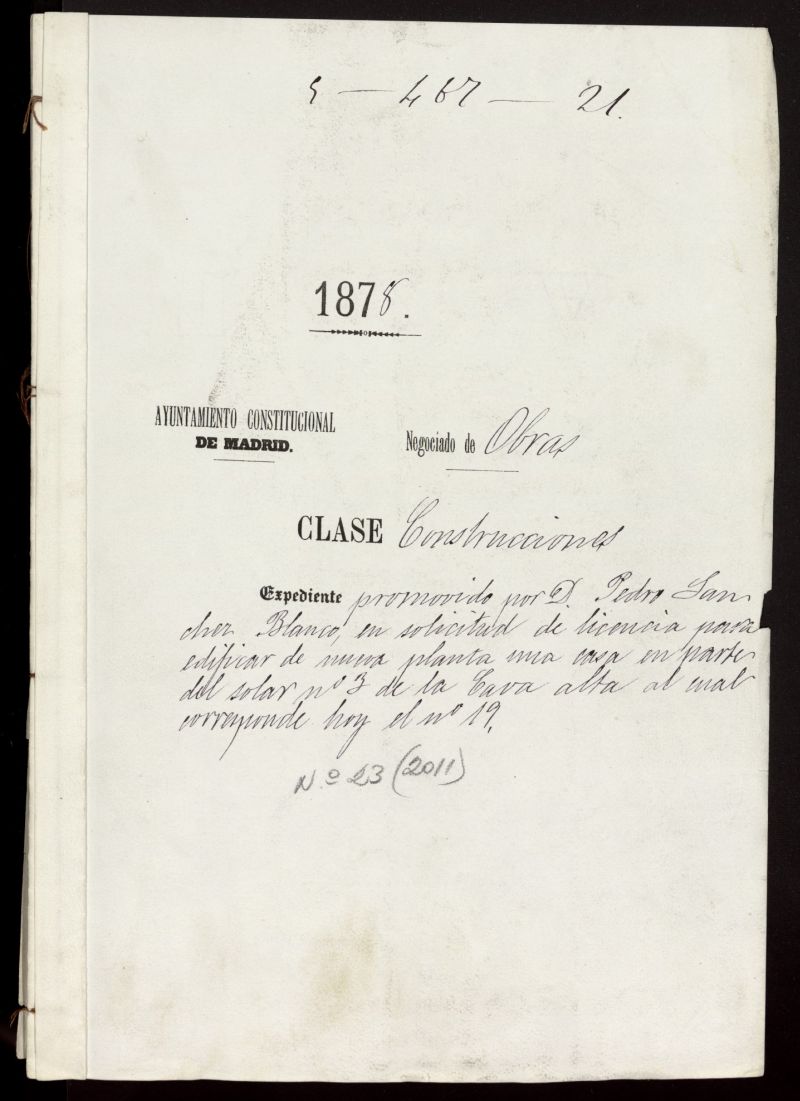 5 — 467 — 21.
1878.
AYUNTAMIENTO CONSTITUCIONAL
DE MADRID.
Negociado de Obras
CLASE Construcciones
Expediente promovido por D. Pedro San
chez Blanco, en solicitud de licencia para
edificar de nueva planta una casa en parte
del solar nº 3 de la Cava alta al cual
corresponde hoy el nº 19.
Nº 23 (2011)